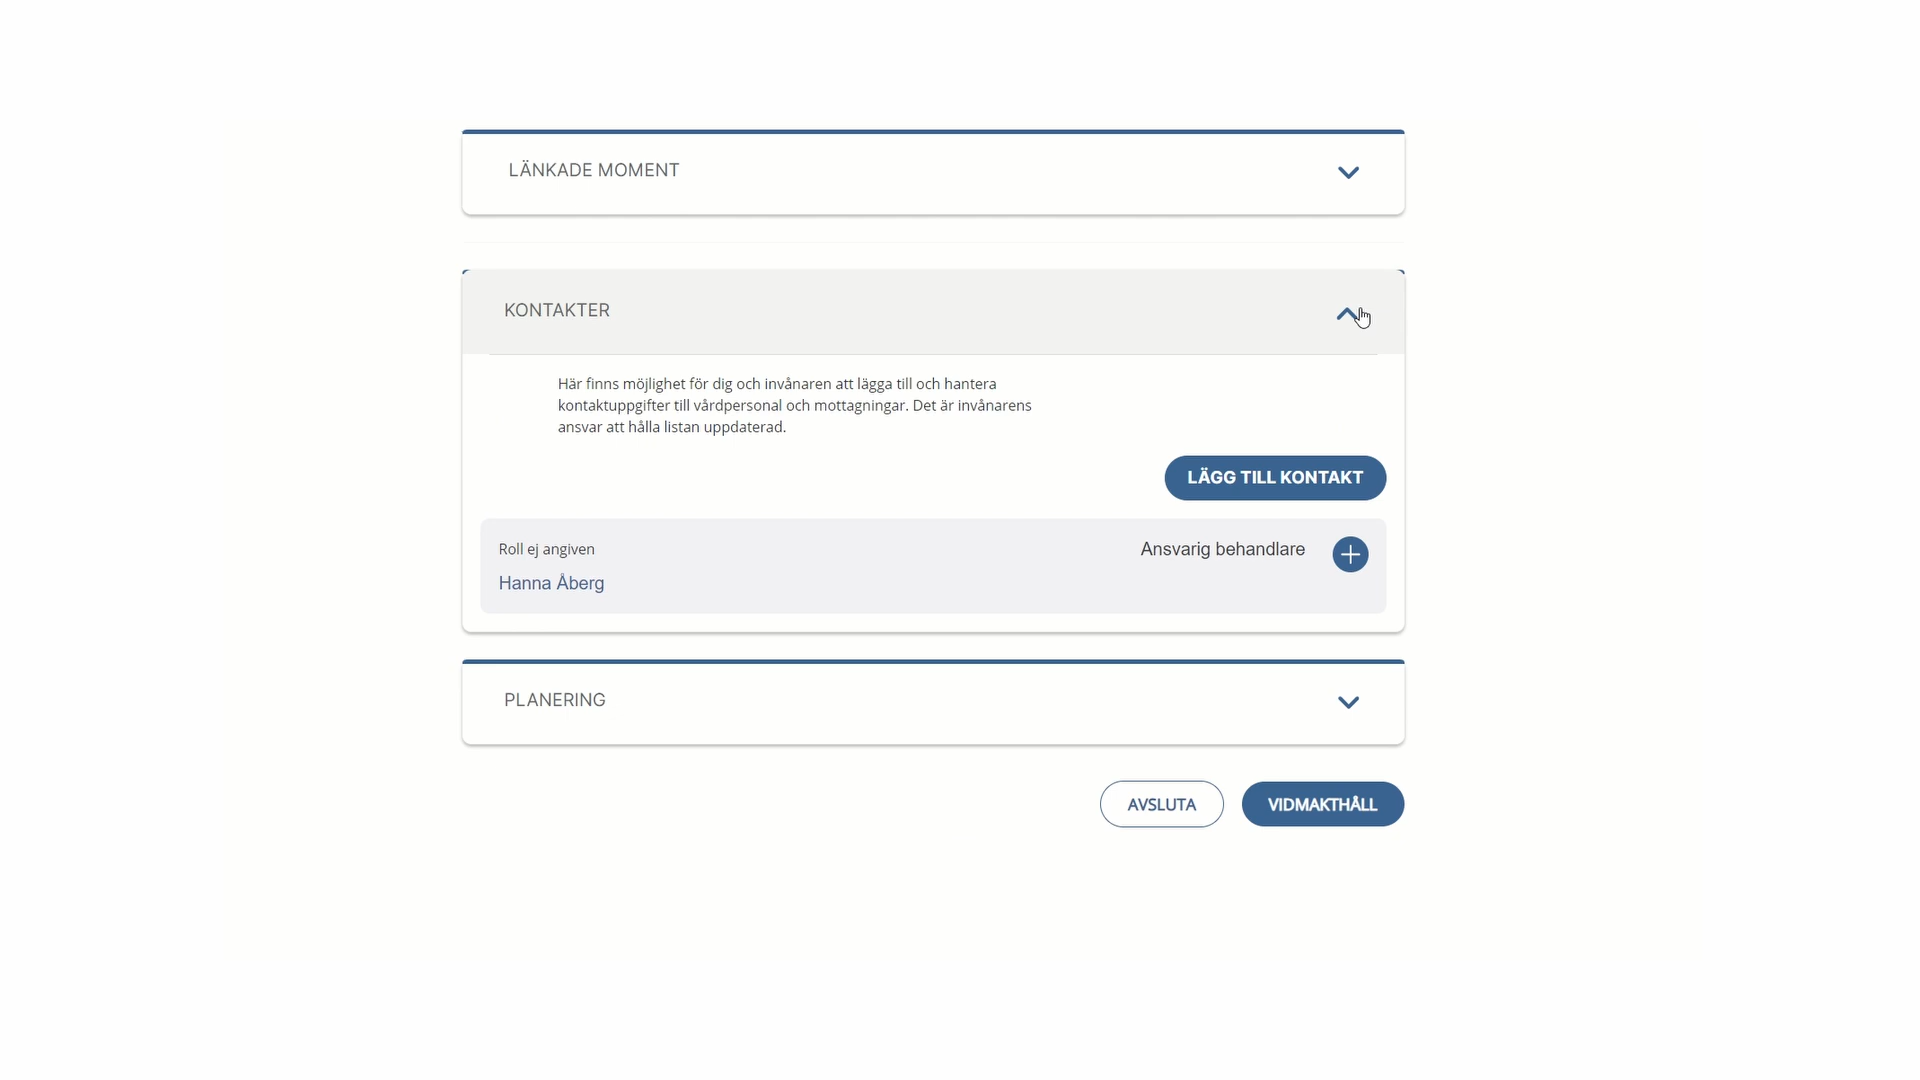 LÄNKADE MOMENT
KONTAKTER
Här finns möjlighet för dig och invånaren att lägga till och hantera
kontaktuppgifter till vårdpersonal och mottagningar. Det är invånarens
ansvar att hålla listan uppdaterad.
LÄGG TILL KONTAKT
Roll ej angiven
Ansvarig behandlare
Hanna Åberg
PLANERING
AVSLUTA
VIDMAKTHÅLL